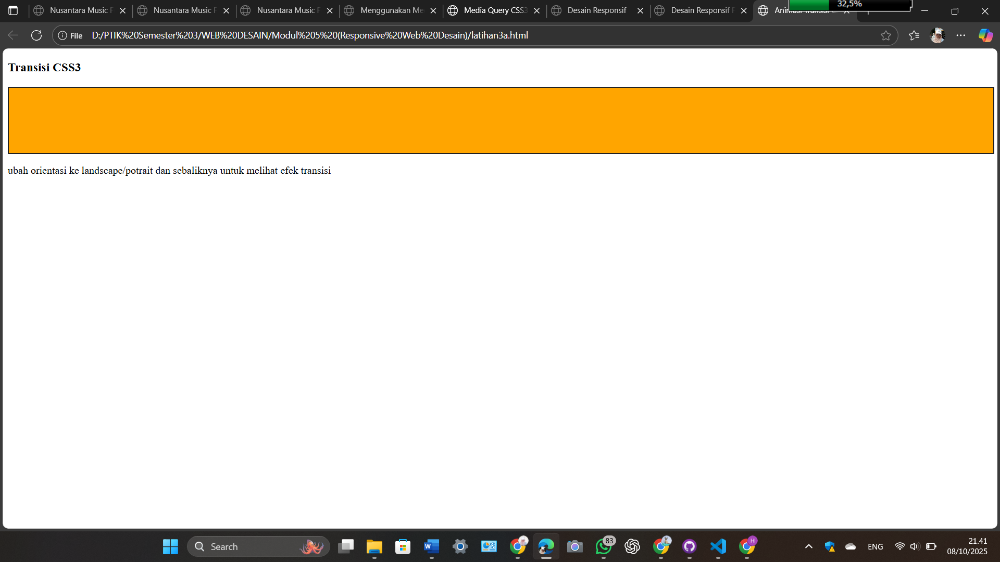 Nusantara Music F
Nusantara Music F
Nusantara Music F
Menggunakan Me
Media Query CSS3
Desain Responsif
Desain Responsif F
32,5%
File
D:/PTIK%20Semester%203/WEB%20DESAIN/Modul%205%20(Responsive%20Web%20Desain)/latihan3a.html
Transisi CSS3
ubah orientasi ke landscape/potrait dan sebaliknya untuk melihat efek transisi
Search
W
83
H
ENG
21.41
08/10/2025